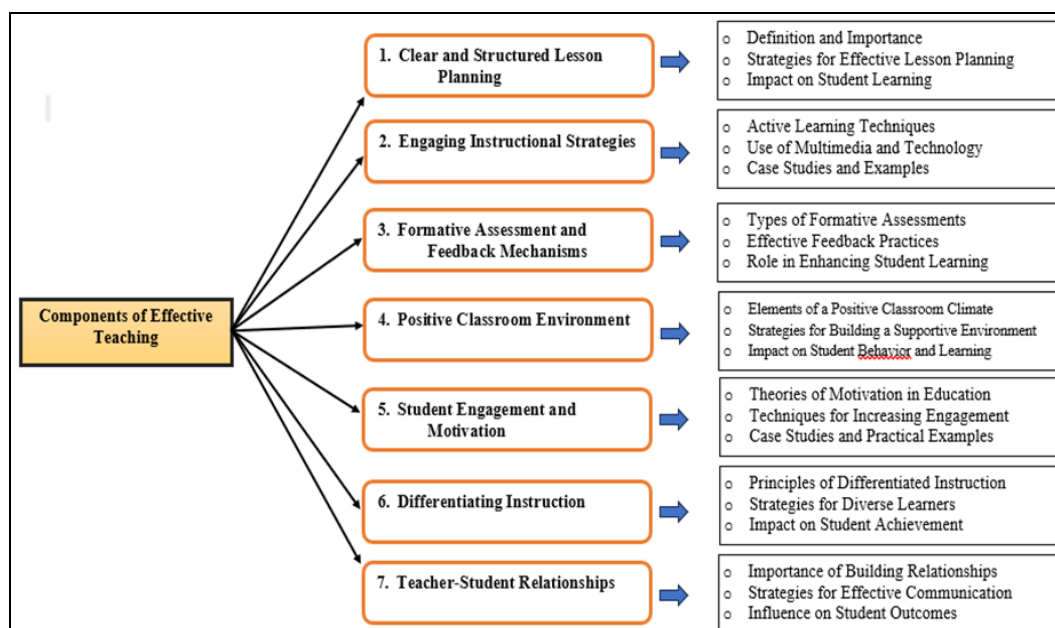 Components of Effective
Teaching
1. Clear and Structured Lesson
Planning
o Definition and Importance
o Strategies for Effective Lesson Planning
o Impact on Student Learning
2. Engaging Instructional Strategies
o Active Learning Techniques
o Use of Multimedia and Technology
o Case Studies and Examples
3. Formative Assessment and
Feedback Mechanisms
o Types of Formative Assessments
o Effective Feedback Practices
o Role in Enhancing Student Learning
4. Positive Classroom Environment
o Elements of a Positive Classroom Climate
o Strategies for Building a Supportive Environment
o Impact on Student Behavior and Learning
5. Student Engagement and
Motivation
o Theories of Motivation in Education
o Techniques for Increasing Engagement
o Case Studies and Practical Examples
6. Differentiating Instruction
o Principles of Differentiated Instruction
o Strategies for Diverse Learners
o Impact on Student Achievement
7. Teacher-Student Relationships
o Importance of Building Relationships
o Strategies for Effective Communication
o Influence on Student Outcomes